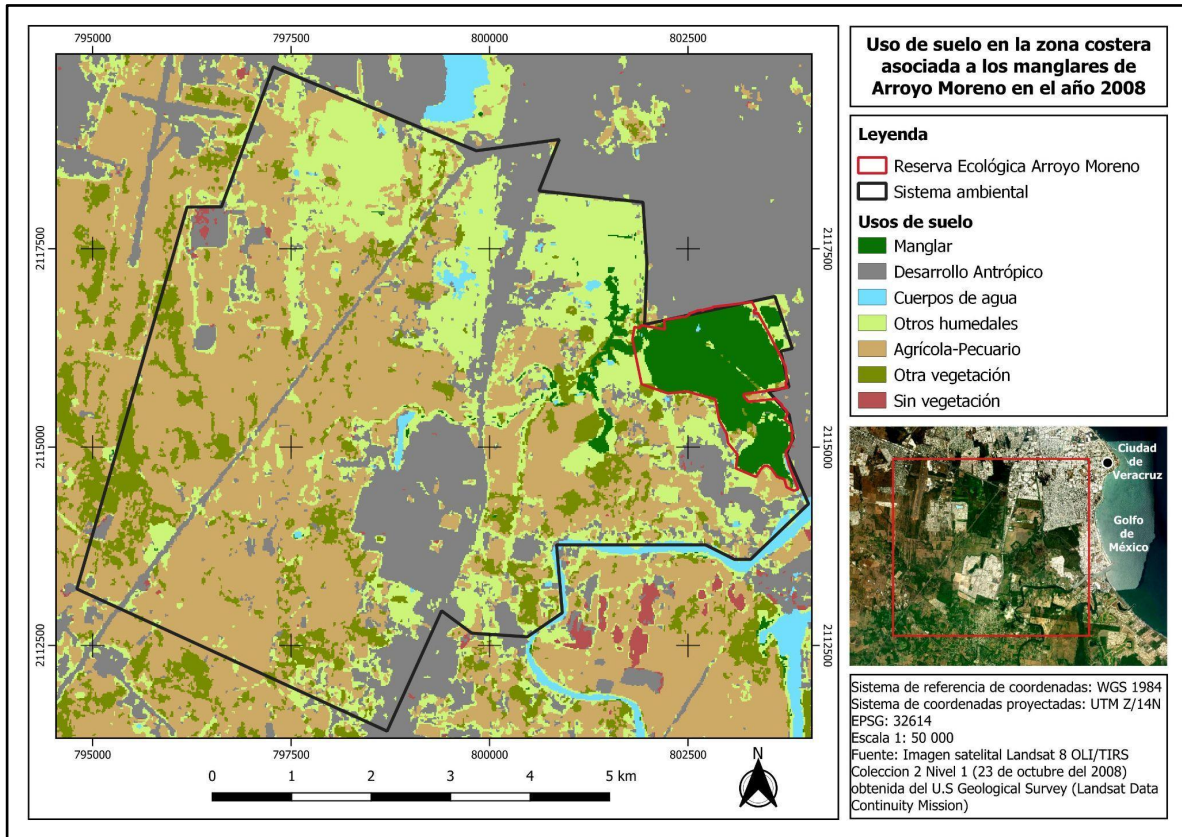 795000
797500
800000
802500
2117500
2117500
2115000
2115000
2112500
2112500
795000
797500
800000
802500
0 1 2 3 4 5 km
N
Uso de suelo en la zona costera
asociada a los manglares de
Arroyo Moreno en el año 2008
Leyenda
Reserva Ecológica Arroyo Moreno
Sistema ambiental
Usos de suelo
Manglar
Desarrollo Antrópico
Cuerpos de agua
Otros humedales
Agrícola-Pecuario
Otra vegetación
Sin vegetación
Ciudad
de
Veracruz
Golfo
de
México
Sistema de referencia de coordenadas: WGS 1984
Sistema de coordenadas proyectadas: UTM Z/14N
EPSG: 32614
Escala 1: 50 000
Fuente: Imagen satelital Landsat 8 OLI/TIRS
Coleccion 2 Nivel 1 (23 de octubre del 2008)
obtenida del U.S Geological Survey (Landsat Data
Continuity Mission)